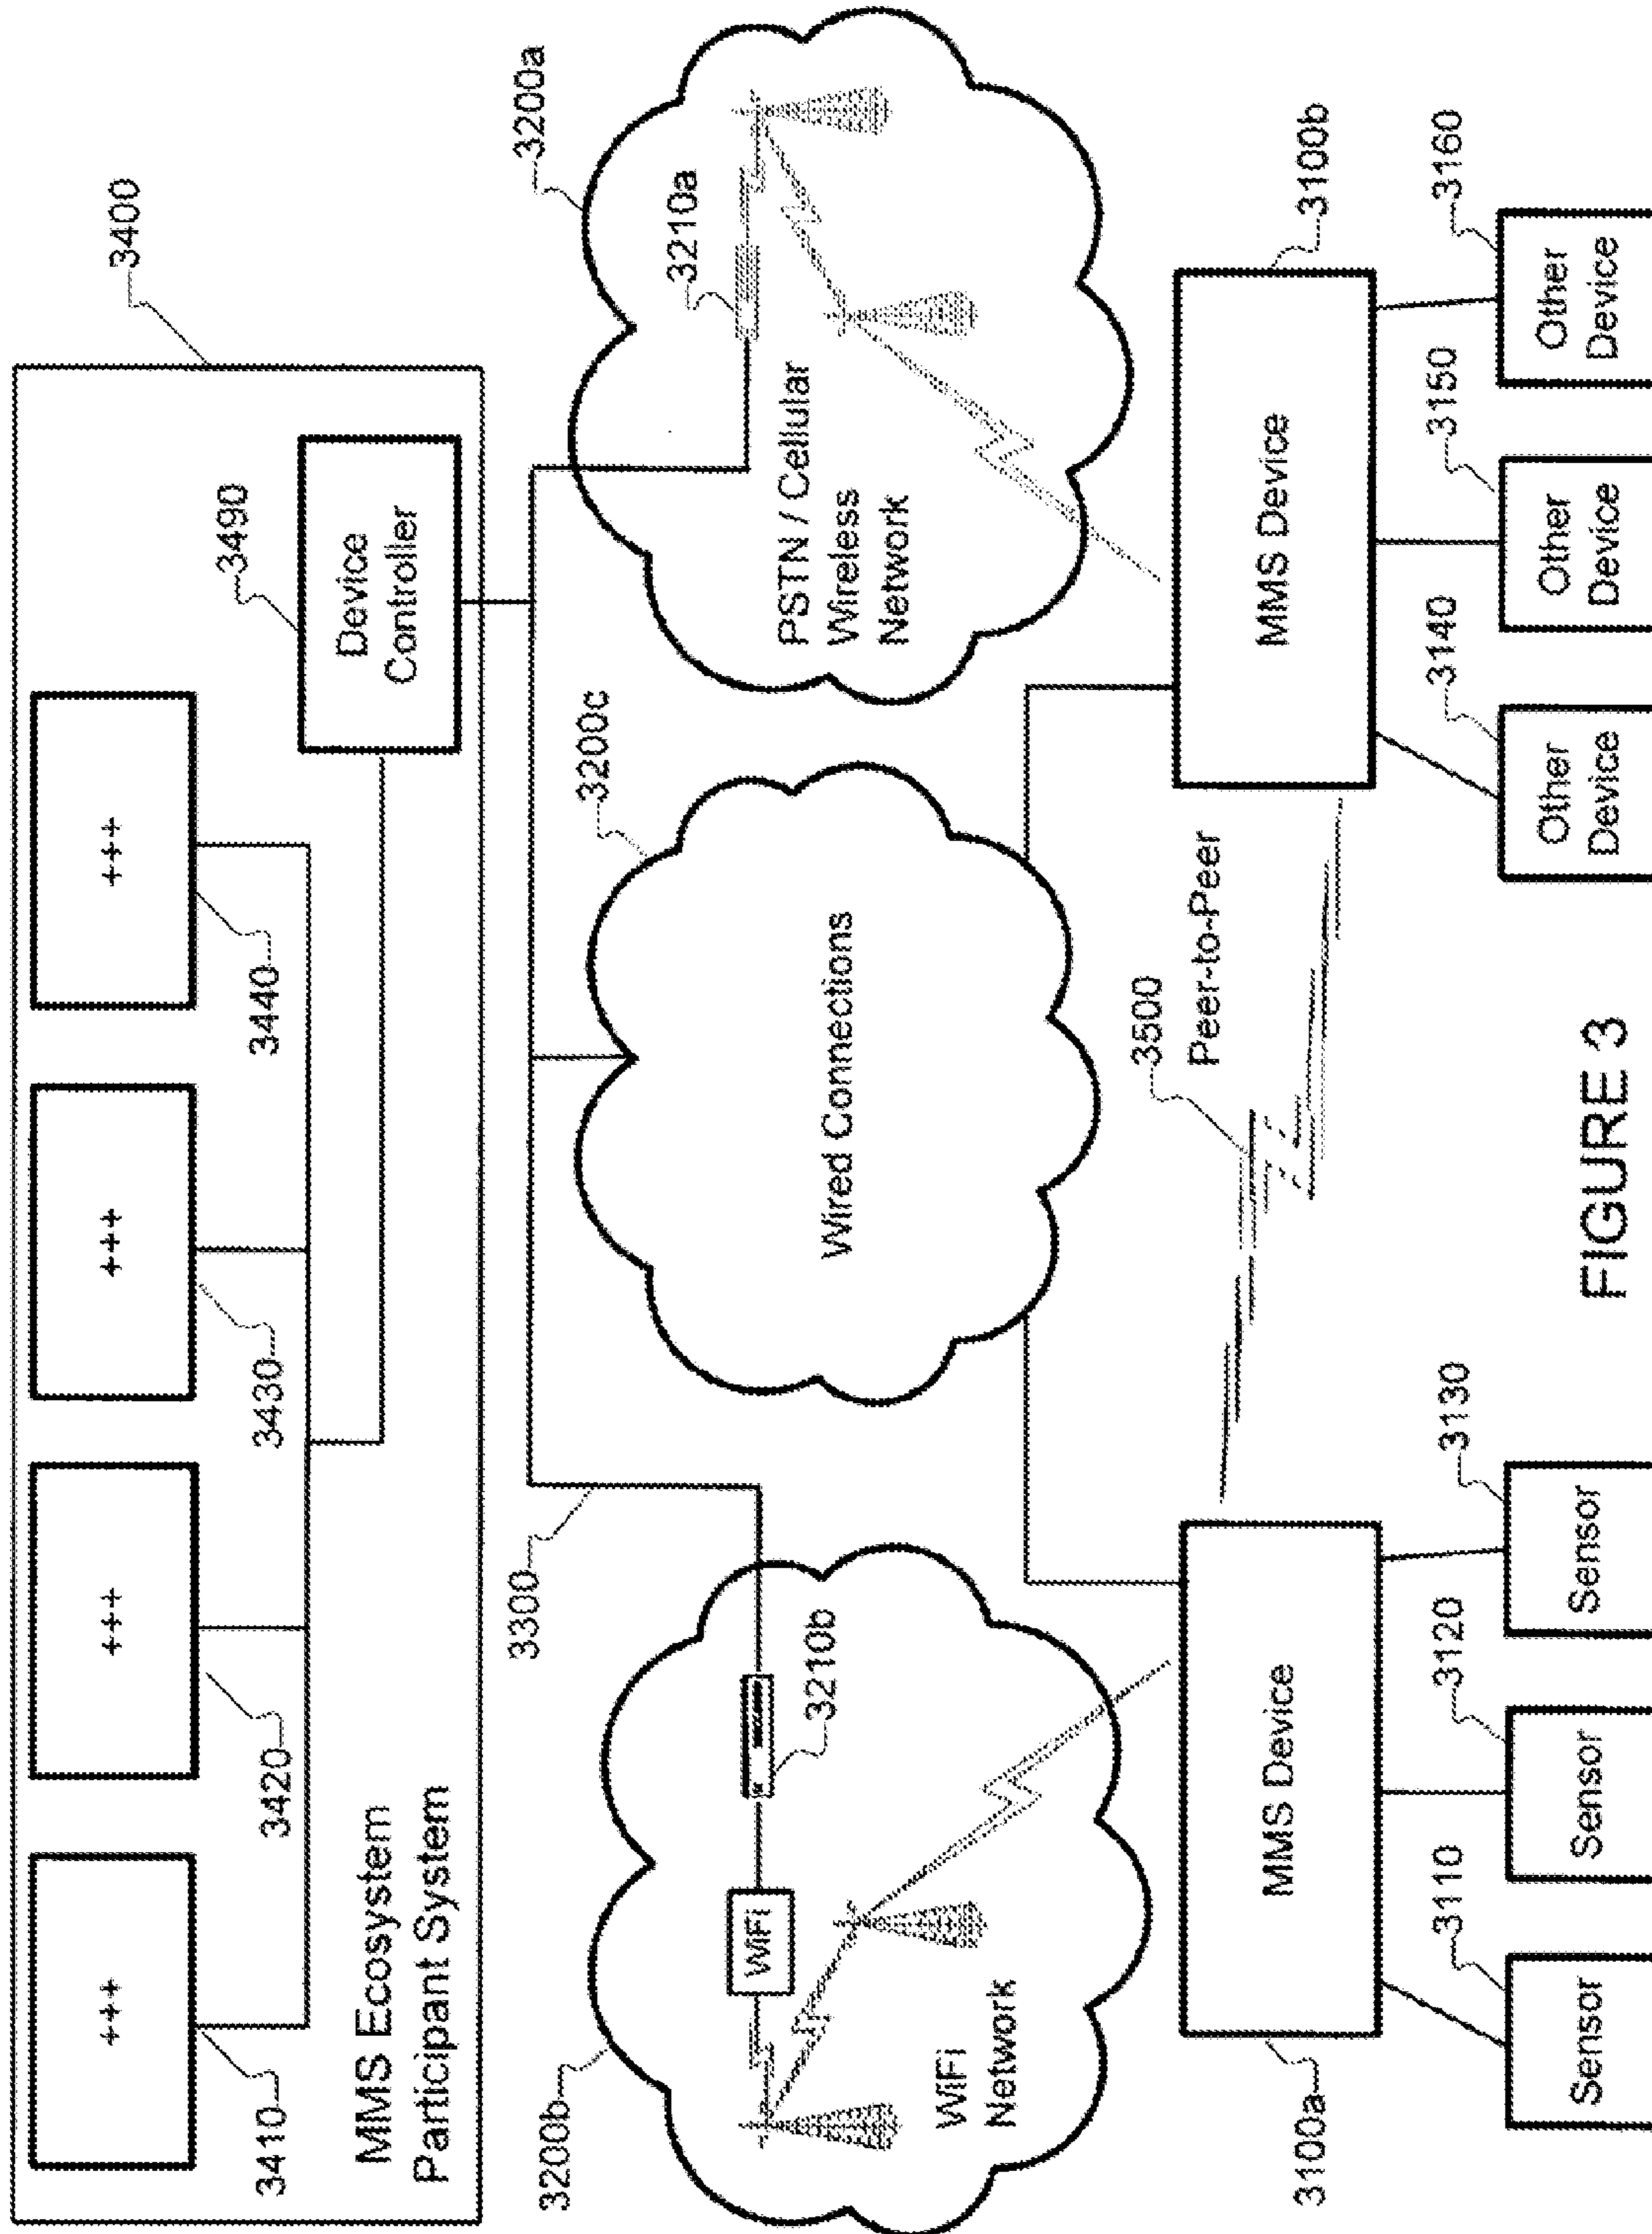 3400
+++
+++
+++
+++
3410
3420
3430
3440
3490
MMS Ecosystem
Participant System
Device
Controller
3200b
3300
3200c
3200a
3210b
3210a
WiFi
WiFi
Network
Wired Connections
PSTN / Cellular
Wireless
Network
3500
Peer-to-Peer
3100a
MMS Device
MMS Device
3100b
3110
3120
3130
3140
3150
3160
Sensor
Sensor
Sensor
Other
Device
Other
Device
Other
Device
FIGURE 3